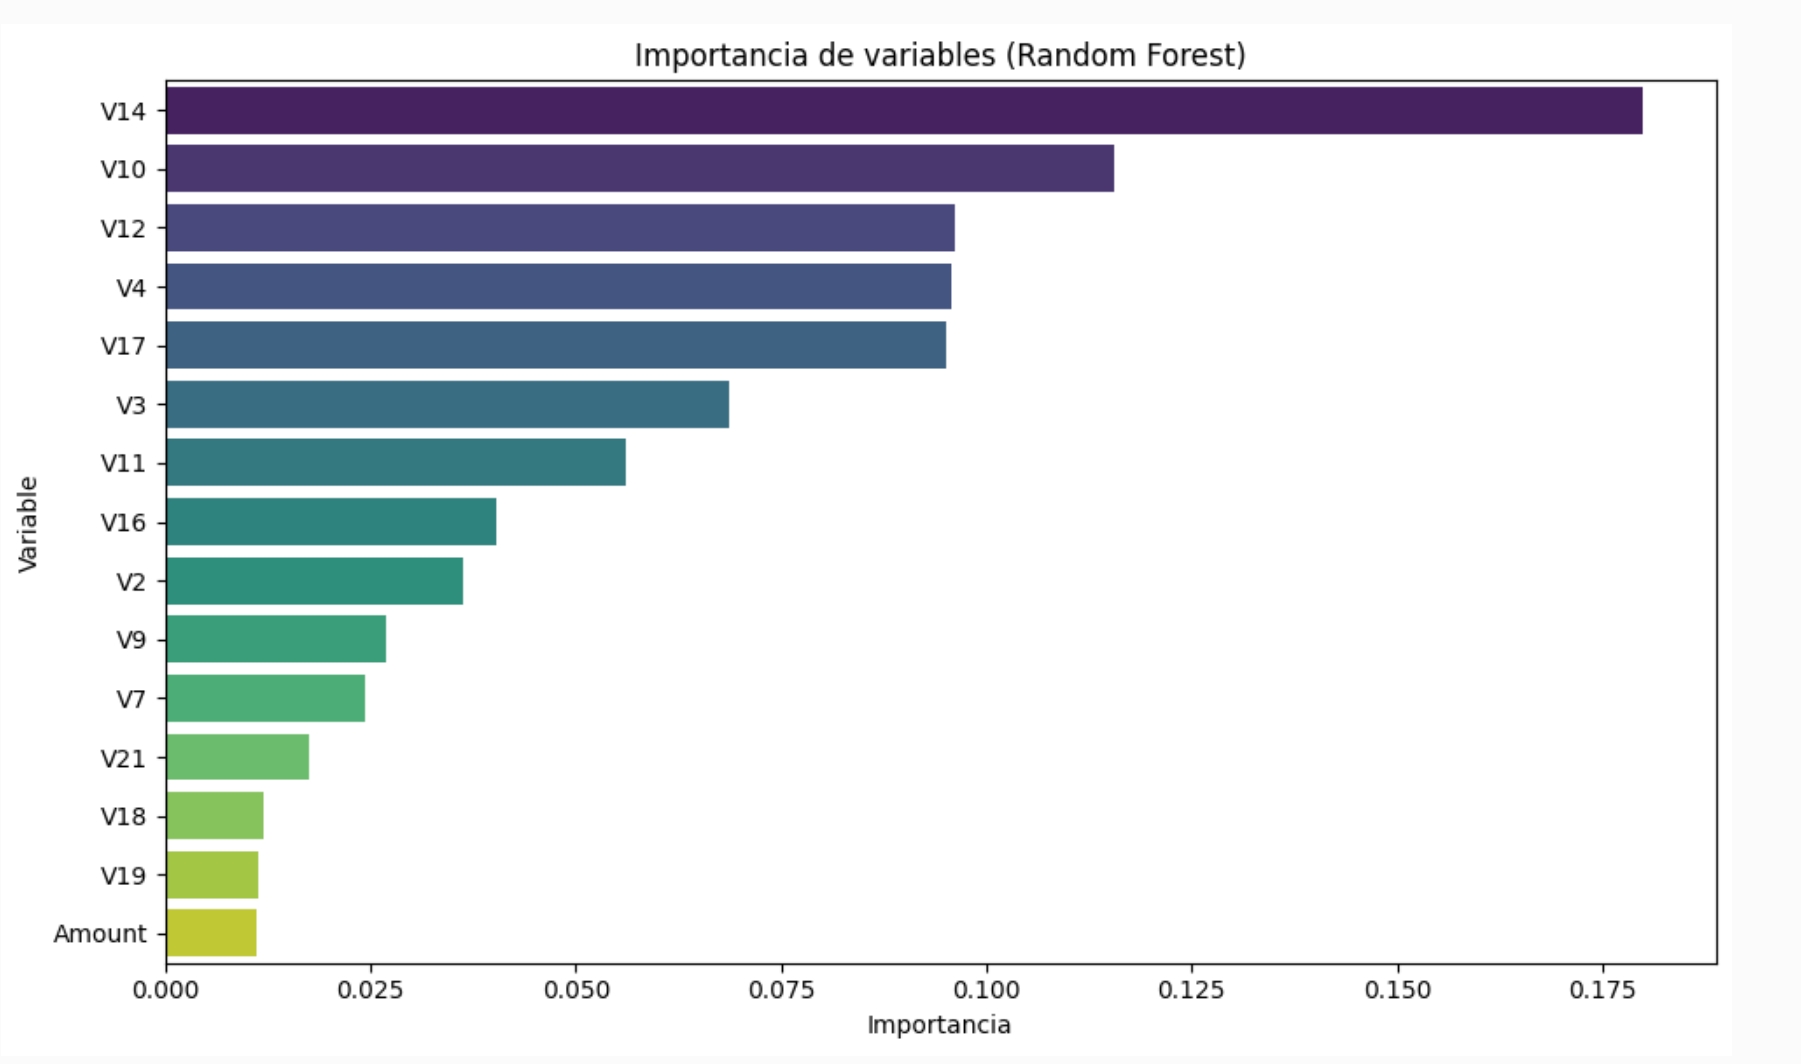 Importancia de variables (Random Forest)
V14
V10
V12
V4
V17
V3
V11
V16
V2
V9
V7
V21
V18
V19
Amount
Variable
0.000 0.025 0.050 0.075 0.100 0.125 0.150 0.175
Importancia